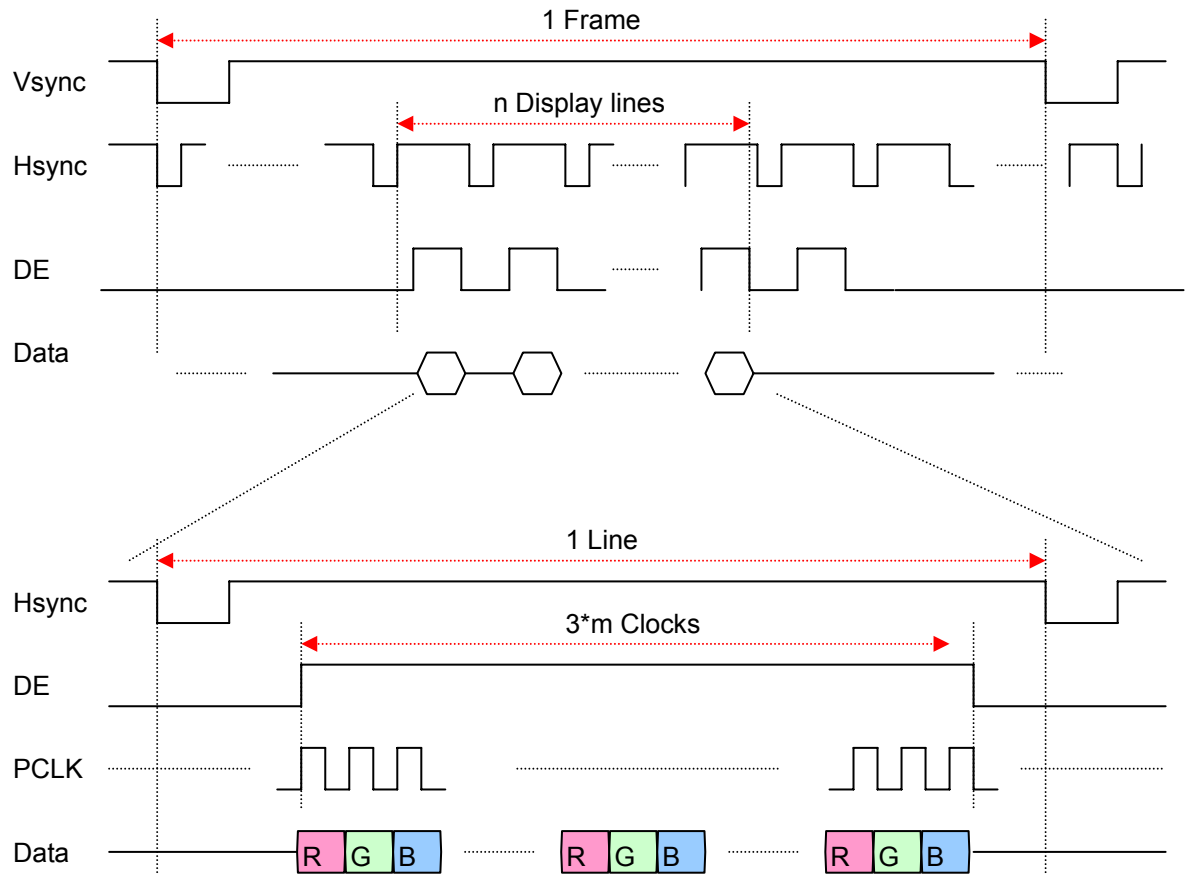 1 Frame
Vsync
n Display lines
Hsync
DE
Data
1 Line
Hsync
3*m Clocks
DE
PCLK
Data R G B R G B R G B